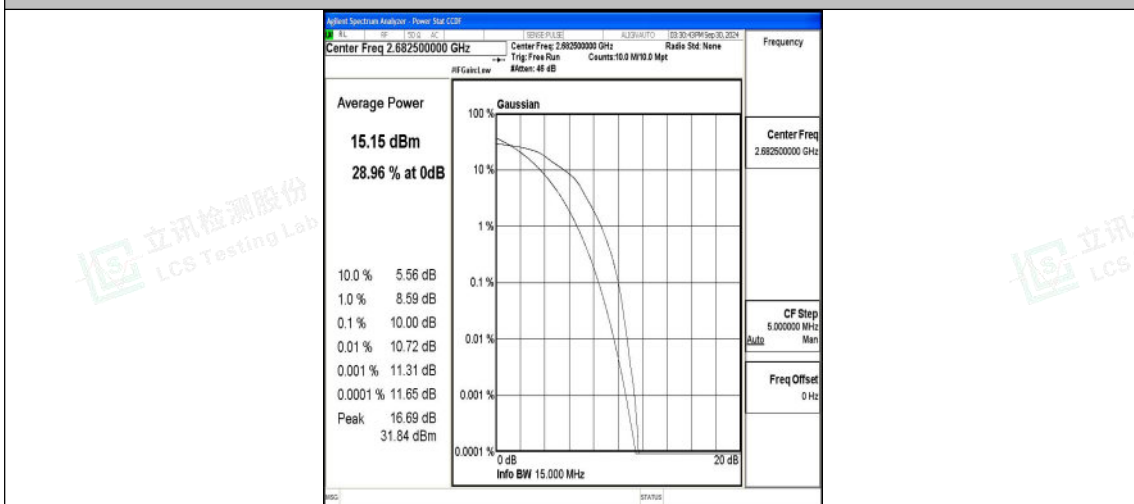 Agilent Spectrum Analyzer - Power Stat CCDF
RL RF 50 Ω AC SENSE:PULSE ALIGNAUTO 03:30:43PM Sep 30, 2024
Center Freq 2.682500000 GHz
Center Freq: 2.682500000 GHz Radio Std: None
Trig: Free Run Counts:10.0 M/10.0 Mpt
#IFGain:Low #Atten: 46 dB
Frequency
Average Power
15.15 dBm
28.96 % at 0dB
10.0 % 5.56 dB
1.0 % 8.59 dB
0.1 % 10.00 dB
0.01 % 10.72 dB
0.001 % 11.31 dB
0.0001 % 11.65 dB
Peak 16.69 dB
31.84 dBm
Gaussian
100 %
10 %
1 %
0.1 %
0.01 %
0.001 %
0.0001 %
0 dB 20 dB
Info BW 15.000 MHz
Center Freq
2.682500000 GHz
CF Step
5.000000 MHz
Auto Man
Freq Offset
0 Hz
MSG STATUS
立讯检测股份
LCS Testing Lab
立讯
LCS